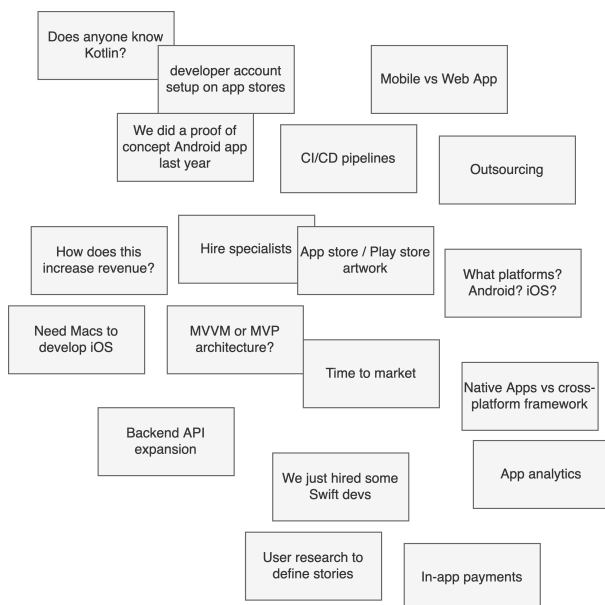 Does anyone know
Kotlin?
developer account
setup on app stores
Mobile vs Web App
We did a proof of
concept Android app
last year
CI/CD pipelines
Outsourcing
How does this
increase revenue?
Hire specialists
App store / Play store
artwork
What platforms?
Android? iOS?
Need Macs to
develop iOS
MVVM or MVP
architecture?
Time to market
Native Apps vs cross-
platform framework
Backend API
expansion
We just hired some
Swift devs
App analytics
User research to
define stories
In-app payments